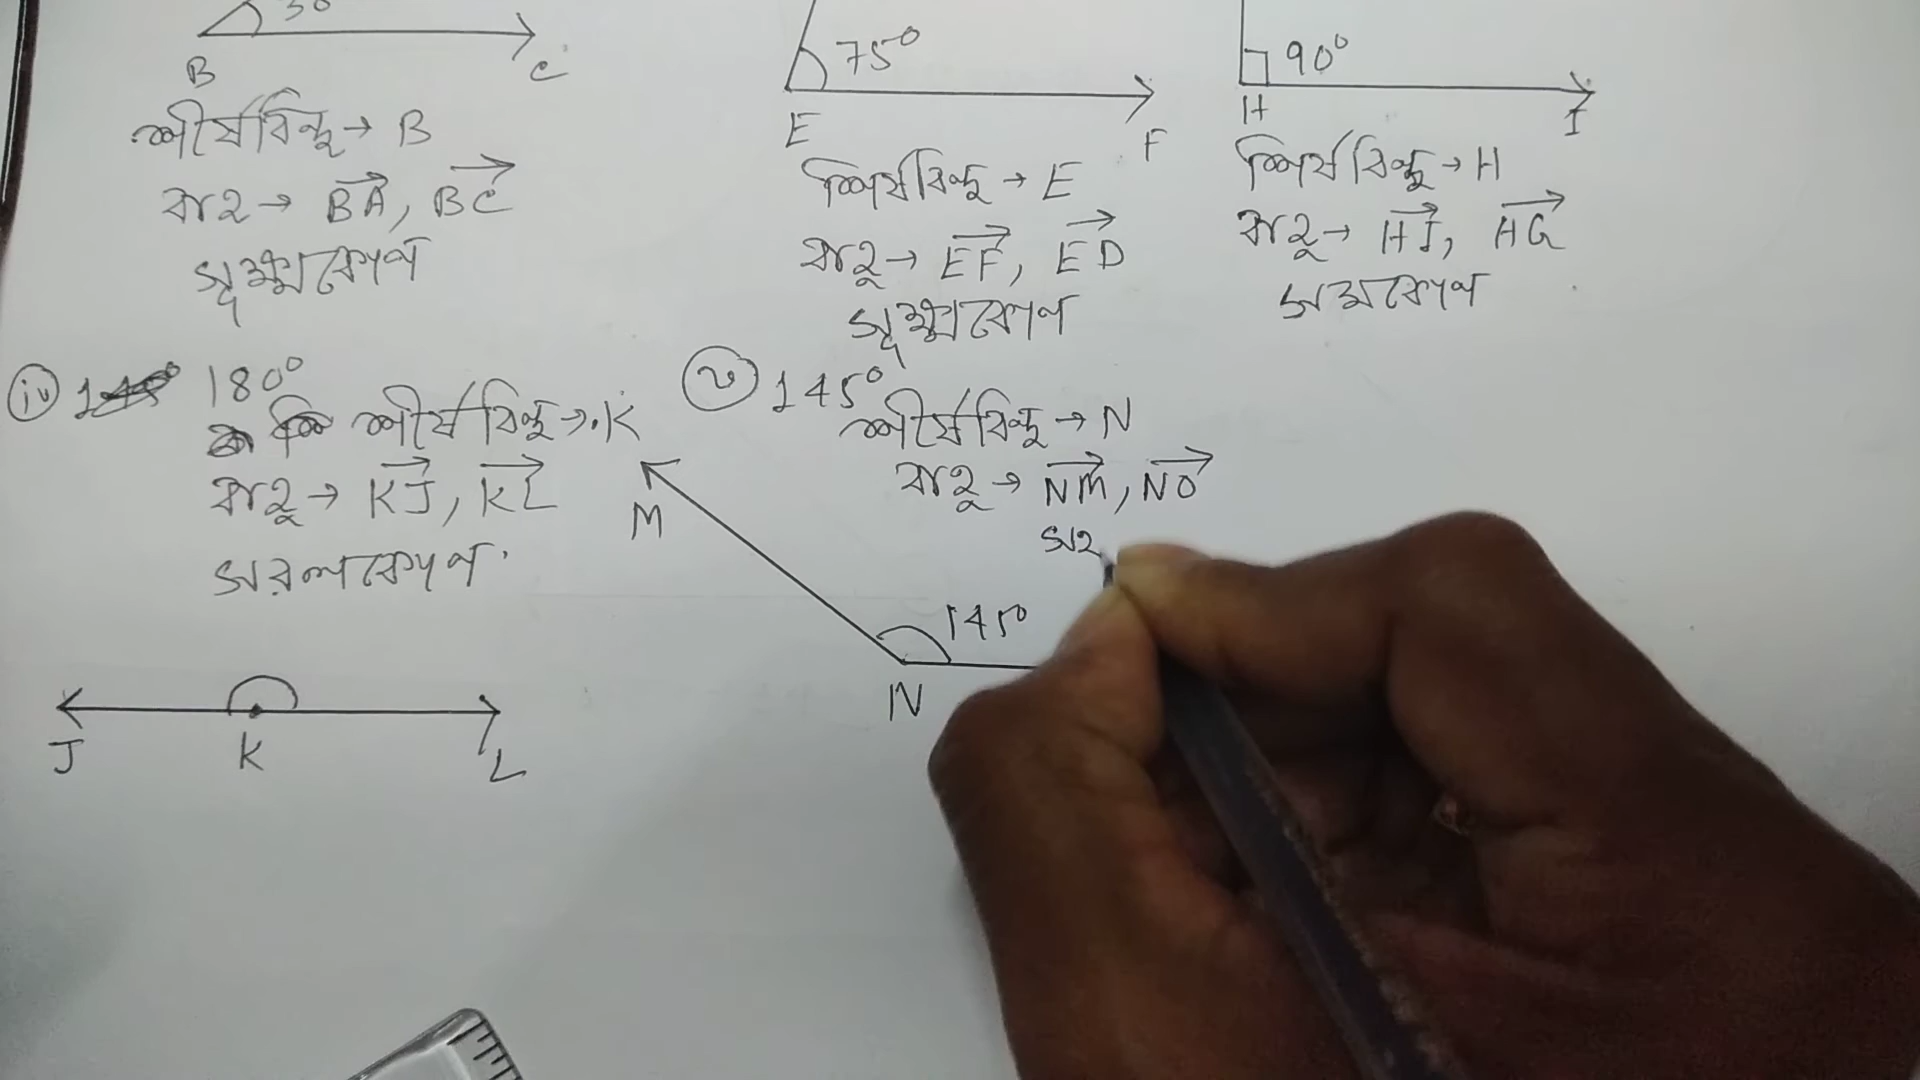 30
B
C
শীর্ষবিন্দু → B
বাহু → BA, BC
সূক্ষ্মকোণ
75°
E
F
শির্ষবিন্দু → E
বাহু → EF, ED
সূক্ষ্মকোণ
90°
H
I
শির্ষবিন্দু → H
বাহু → HI, HG
সমকোণ
iv 180°
শীর্ষবিন্দু → K
বাহু → KJ, KL
সরলকোণ
J K L
v 145°
শীর্ষবিন্দু → N
বাহু → NM, NO
M
145°
N